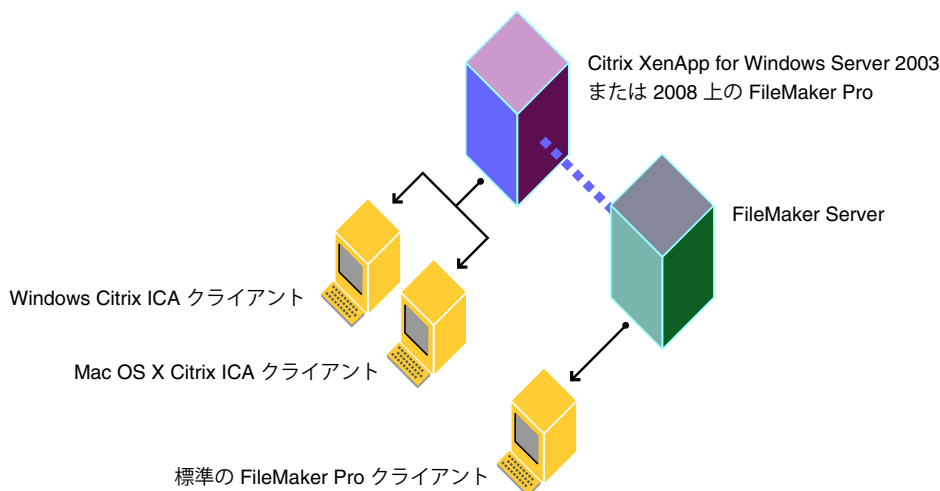 Citrix XenApp for Windows Server 2003
または 2008 上の FileMaker Pro
FileMaker Server
Windows Citrix ICA クライアント
Mac OS X Citrix ICA クライアント
標準の FileMaker Pro クライアント